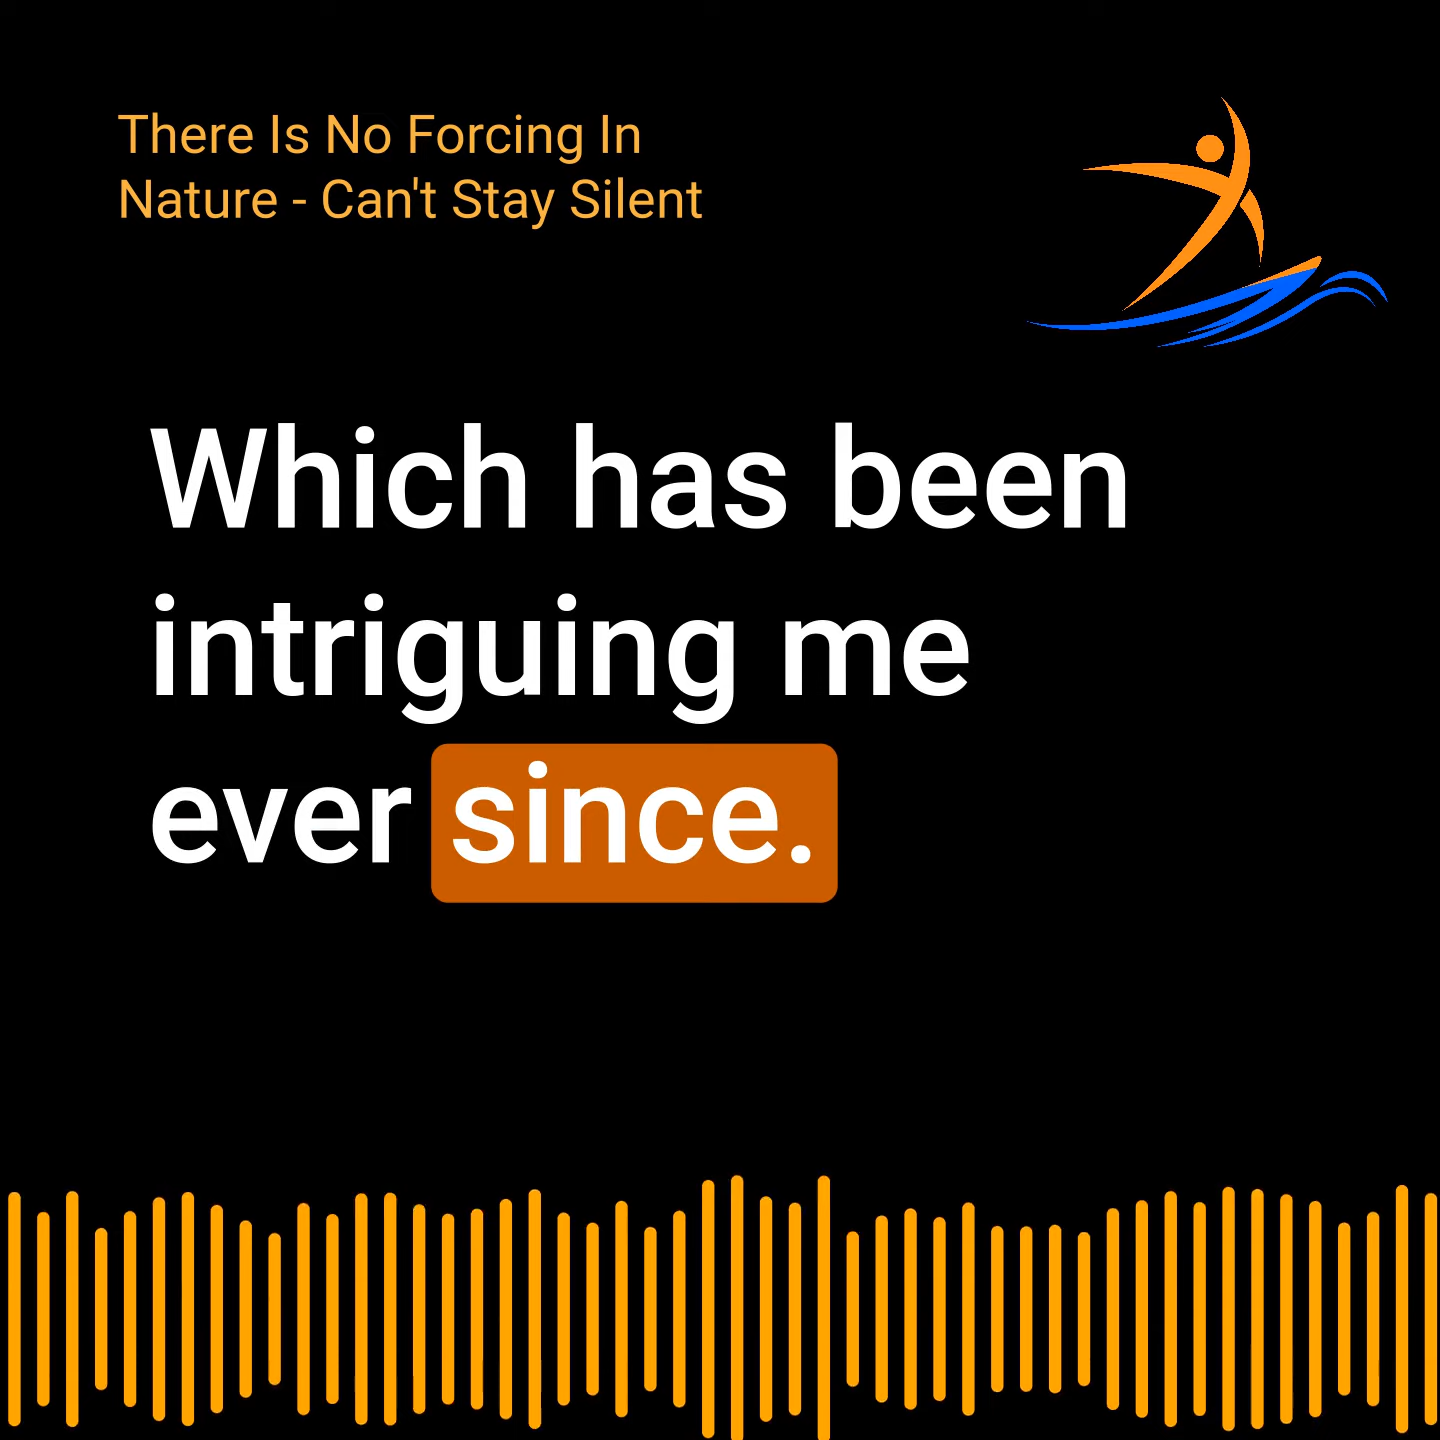 There Is No Forcing In
Nature - Can't Stay Silent
Which has been
intriguing me
ever since.